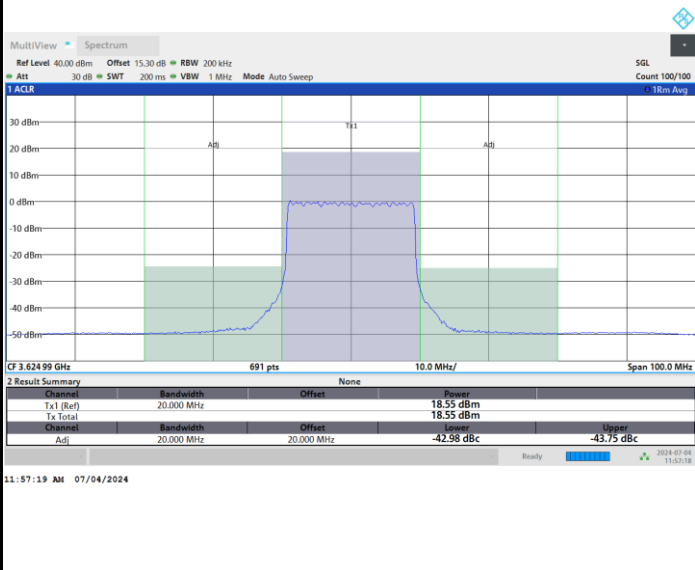 MultiView Spectrum
Ref Level 40.00 dBm Offset 15.30 dB RBW 200 kHz SGL
Att 30 dB SWT 200 ms VBW 1 MHz Mode Auto Sweep Count 100/100
1 ACLR 1Rm Avg
30 dBm
Tx1
20 dBm
Adj Adj
10 dBm
0 dBm
-10 dBm
-20 dBm
-30 dBm
-40 dBm
-50 dBm
CF 3.624 99 GHz 691 pts 10.0 MHz/ Span 100.0 MHz
2 Result Summary None
Channel Bandwidth Offset Power
Tx1 (Ref) 20.000 MHz 18.55 dBm
Tx Total 18.55 dBm
Channel Bandwidth Offset Lower Upper
Adj 20.000 MHz 20.000 MHz -42.98 dBc -43.75 dBc
Ready 2024-07-08
11:57:18
11:57:19 AM 07/04/2024